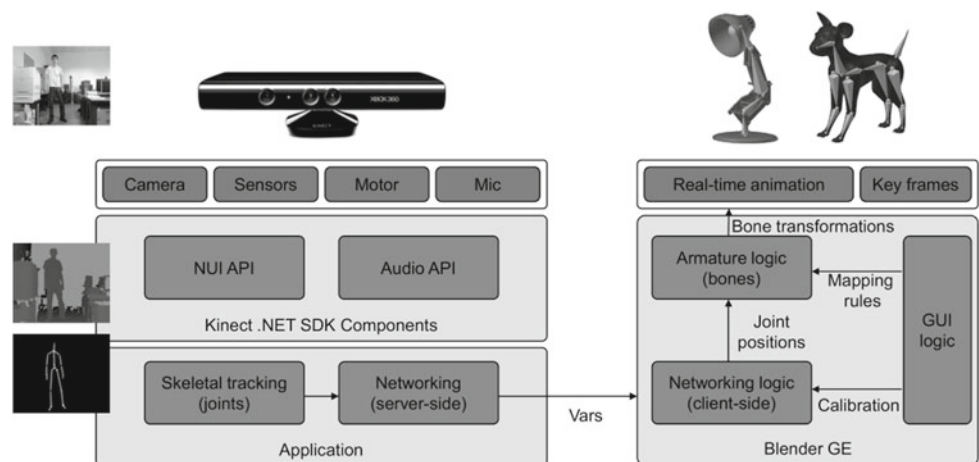 XBOX 360
KINECT
Camera
Sensors
Motor
Mic
NUI API
Audio API
Kinect .NET SDK Components
Skeletal tracking
(joints)
Networking
(server-side)
Application
Vars
Real-time animation
Key frames
Bone transformations
Armature logic
(bones)
Mapping
rules
GUI
logic
Joint
positions
Networking logic
(client-side)
Calibration
Blender GE